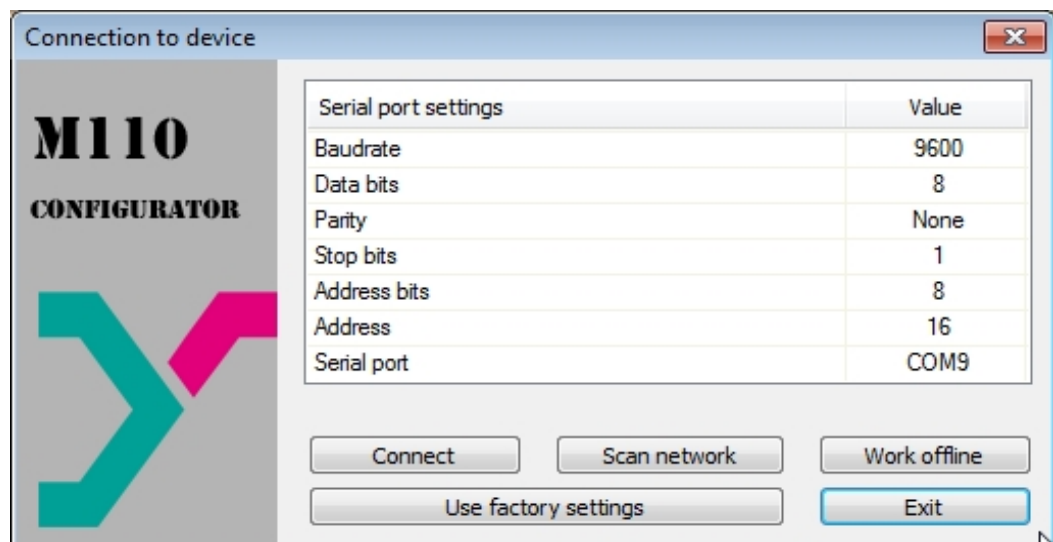 Connection to device
M110
CONFIGURATOR
Serial port settings Value
Baudrate 9600
Data bits 8
Parity None
Stop bits 1
Address bits 8
Address 16
Serial port COM9
Connect Scan network Work offline
Use factory settings Exit